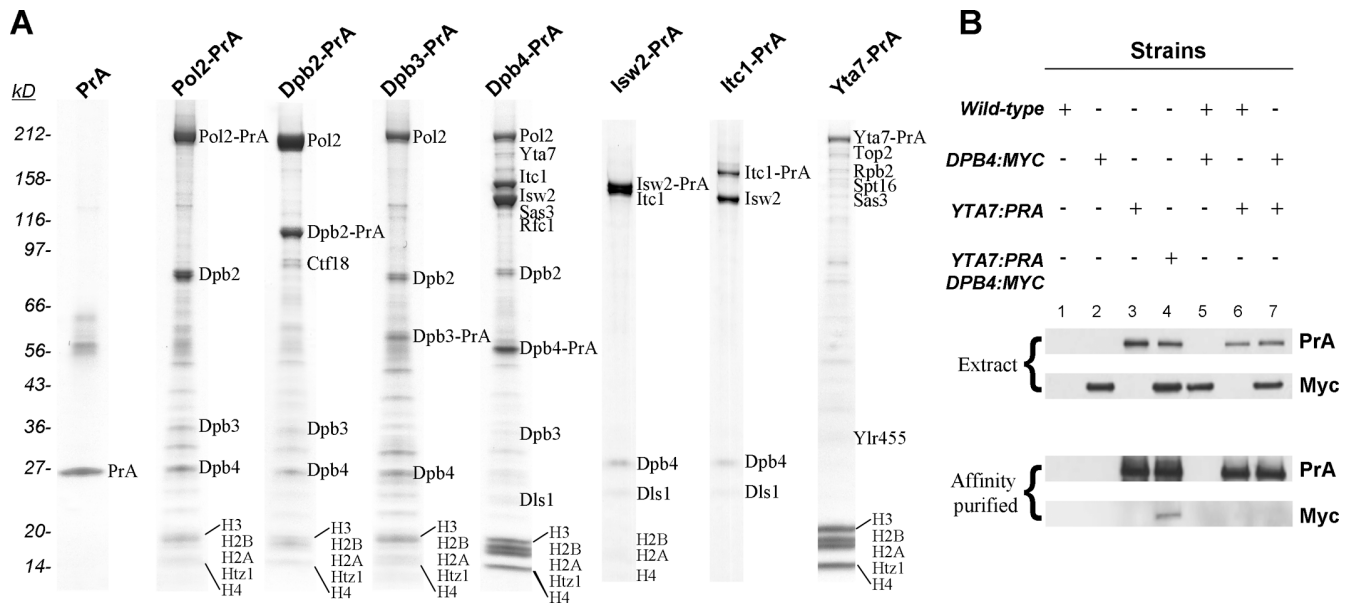 A
PrA
Pol2-PrA
Dpb2-PrA
Dpb3-PrA
Dpb4-PrA
Isw2-PrA
Itc1-PrA
Yta7-PrA
kD
212-
158-
116-
97-
66-
56-
43-
36-
27-
20-
14-
PrA
Pol2-PrA
Dpb2
Dpb3
Dpb4
H3
H2B
H2A
Htz1
H4
Pol2
Dpb2-PrA
Ctf18
Dpb3
Dpb4
H3
H2B
H2A
Htz1
H4
Pol2
Dpb2
Dpb3-PrA
Dpb4
H3
H2B
H2A
Htz1
H4
Pol2
Yta7
Itc1
Isw2
Sas3
Rfc1
Dpb2
Dpb4-PrA
Dpb3
Dls1
H3
H2B
H2A
Htz1
H4
Isw2-PrA
Itc1
Dpb4
Dls1
H2B
H2A
H4
Itc1-PrA
Isw2
Dpb4
Dls1
Yta7-PrA
Top2
Rpb2
Spt16
Sas3
Ylr455
H3
H2B
H2A
Htz1
H4
B
Strains
Wild-type + - - - + + -
DPB4:MYC - + - - + - +
YTA7:PRA - - + - - + +
YTA7:PRA - - - + - - -
DPB4:MYC
1 2 3 4 5 6 7
Extract
PrA
Myc
Affinity
purified
PrA
Myc